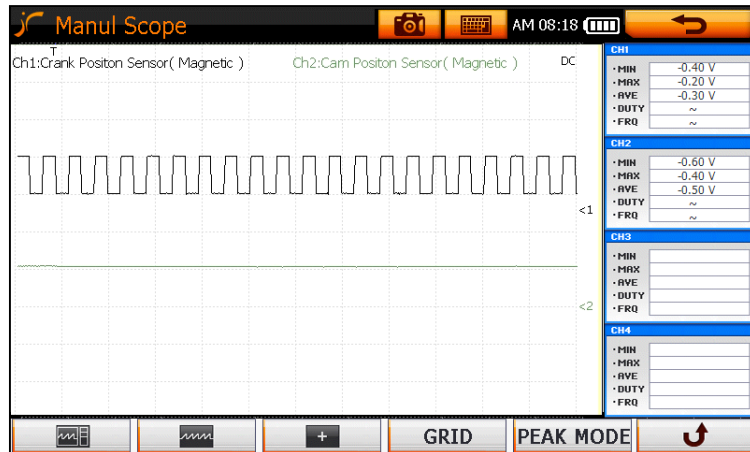 Manul Scope
AM 08:18
T
Ch1:Crank Positon Sensor( Magnetic )
Ch2:Cam Positon Sensor( Magnetic )
DC
<1
<2
CH1
·MIN -0.40 V
·MAX -0.20 V
·AVE -0.30 V
·DUTY ~
·FRQ ~
CH2
·MIN -0.60 V
·MAX -0.40 V
·AVE -0.50 V
·DUTY ~
·FRQ ~
CH3
·MIN
·MAX
·AVE
·DUTY
·FRQ
CH4
·MIN
·MAX
·AVE
·DUTY
·FRQ
+
GRID
PEAK MODE